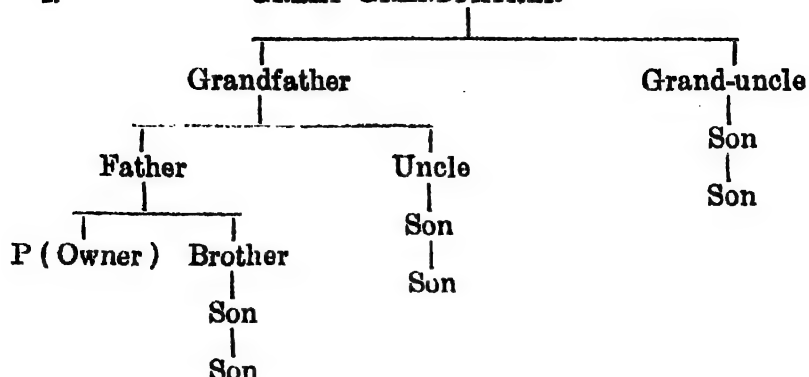 Grandfather Grand-uncle
Son
Father Uncle
Son
Son
P ( Owner ) Brother
Son
Son
Son